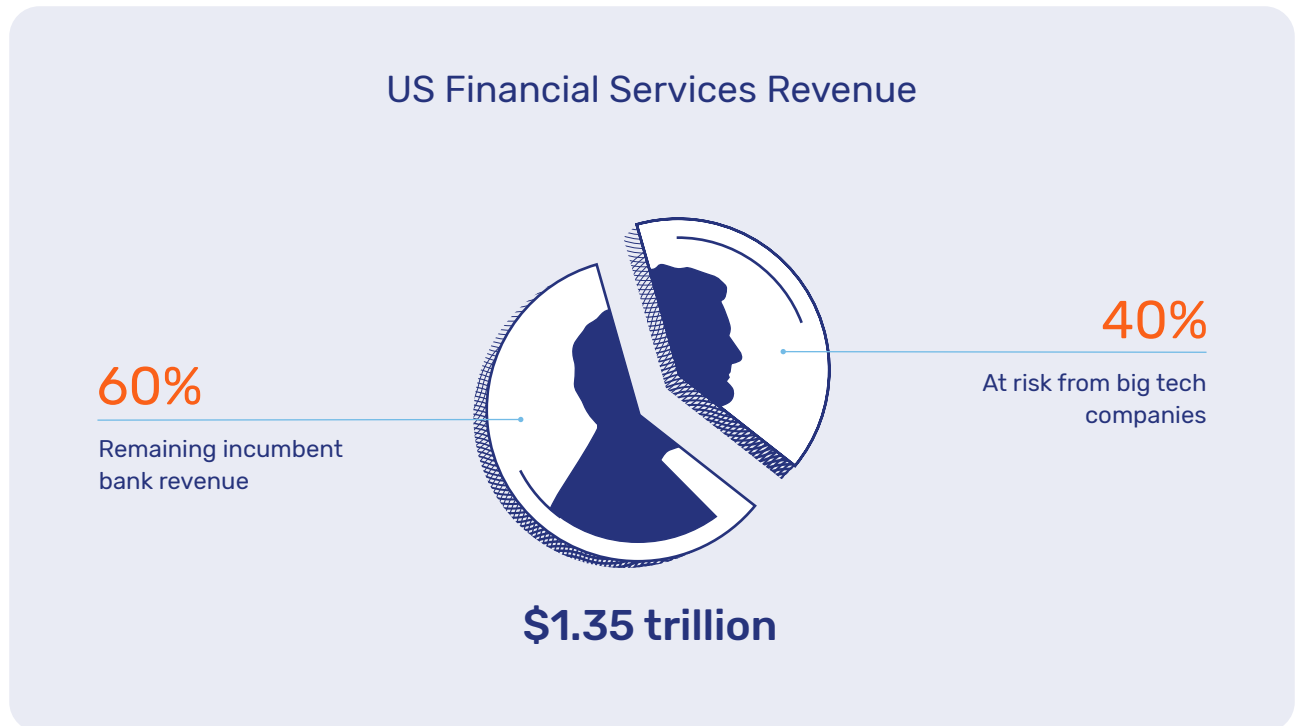 US Financial Services Revenue
40%
At risk from big tech
companies
60%
Remaining incumbent
bank revenue
$1.35 trillion